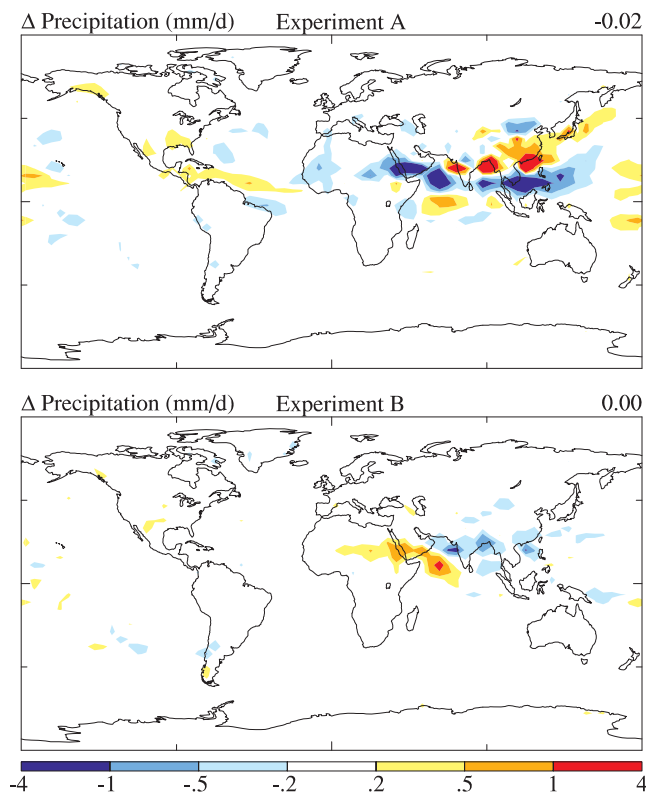 Δ Precipitation (mm/d) Experiment A -0.02
Δ Precipitation (mm/d) Experiment B 0.00
-4 -1 -.5 -.2 .2 .5 1 4